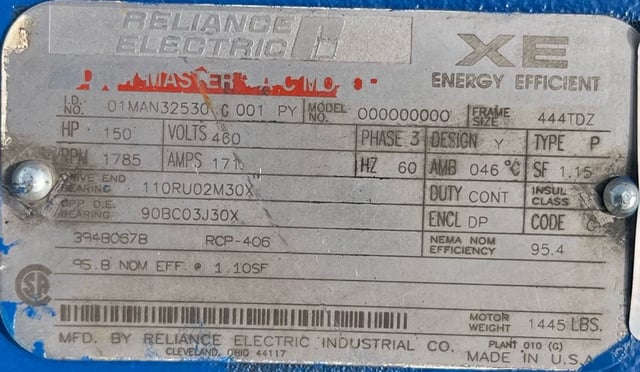 RELIANCE ELECTRIC XE
MASTER A-C MO
ENERGY EFFICIENT
I.D. NO. 01MAN32530 G 001 PY MODEL NO. 000000000 FRAME SIZE 444TDZ
HP 150 VOLTS 460 PHASE 3 DESIGN Y TYPE P
RPM 1785 AMPS 171 HZ 60 AMB 046 °C SF 1.15
DRIVE END BEARING 110RU02M30X DUTY CONT INSUL CLASS
OPP D.E. BEARING 90BC03J30X ENCL DP CODE G
39480678 RCP-406 NEMA NOM EFFICIENCY 95.4
95.8 NOM EFF. @ 1.10SF
SA
MOTOR WEIGHT 1445 LBS.
MFD. BY RELIANCE ELECTRIC INDUSTRIAL CO. PLANT 010 (G)
CLEVELAND, OHIO 44117 MADE IN U.S.A